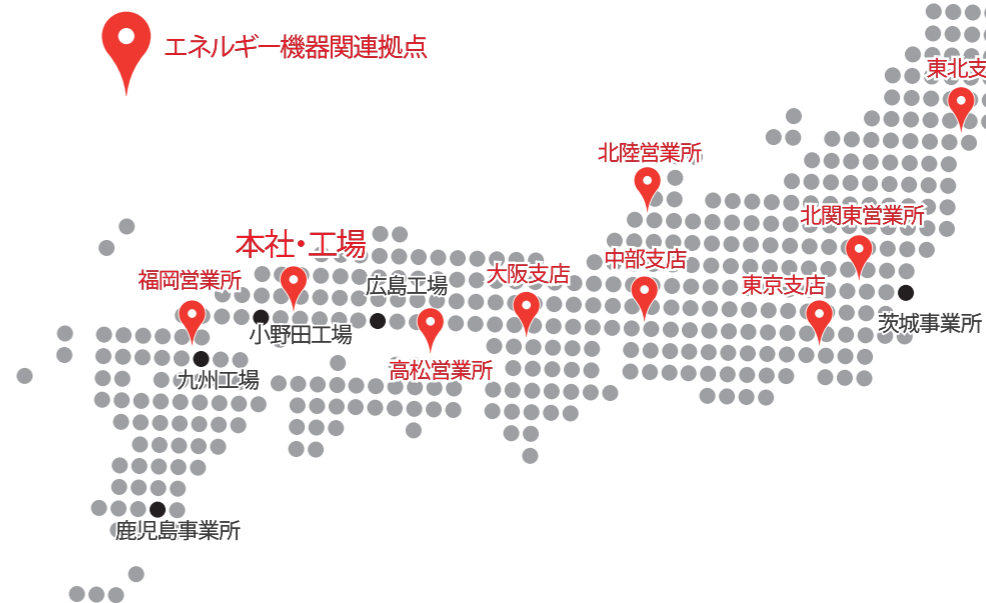 エネルギー機器関連拠点
東北支
北陸営業所
北関東営業所
本社・工場
中部支店
大阪支店
福岡営業所
広島工場
東京支店
茨城事業所
小野田工場
高松営業所
九州工場
鹿児島事業所